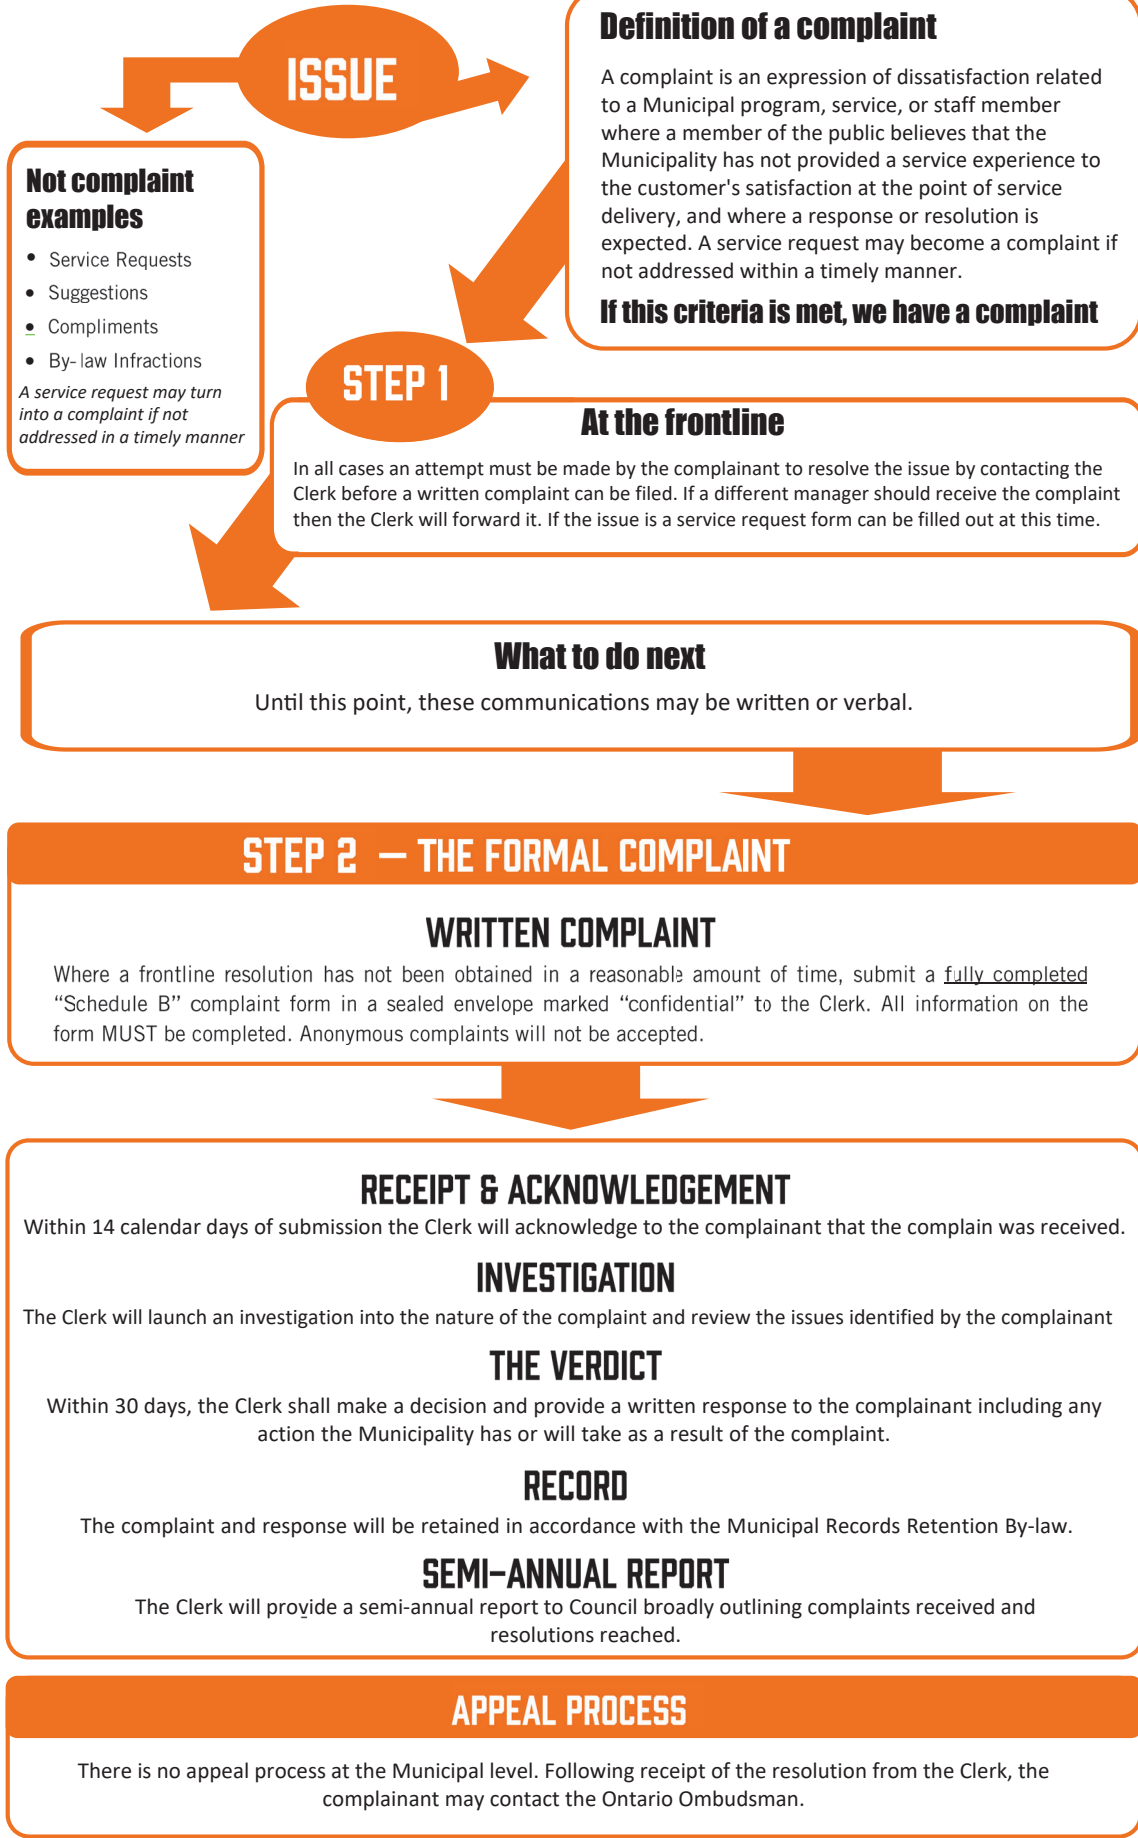 ISSUE
Definition of a complaint
A complaint is an expression of dissatisfaction related
to a Municipal program, service, or staff member
where a member of the public believes that the
Municipality has not provided a service experience to
the customer's satisfaction at the point of service
delivery, and where a response or resolution is
expected. A service request may become a complaint if
not addressed within a timely manner.
If this criteria is met, we have a complaint
Not complaint
examples
• Service Requests
• Suggestions
• Compliments
• By-law Infractions
A service request may turn
into a complaint if not
addressed in a timely manner
STEP 1
At the frontline
In all cases an attempt must be made by the complainant to resolve the issue by contacting the
Clerk before a written complaint can be filed. If a different manager should receive the complaint
then the Clerk will forward it. If the issue is a service request form can be filled out at this time.
What to do next
Until this point, these communications may be written or verbal.
STEP 2 – THE FORMAL COMPLAINT
WRITTEN COMPLAINT
Where a frontline resolution has not been obtained in a reasonable amount of time, submit a fully completed
“Schedule B” complaint form in a sealed envelope marked “confidential” to the Clerk. All information on the
form MUST be completed. Anonymous complaints will not be accepted.
RECEIPT & ACKNOWLEDGEMENT
Within 14 calendar days of submission the Clerk will acknowledge to the complainant that the complain was received.
INVESTIGATION
The Clerk will launch an investigation into the nature of the complaint and review the issues identified by the complainant
THE VERDICT
Within 30 days, the Clerk shall make a decision and provide a written response to the complainant including any
action the Municipality has or will take as a result of the complaint.
RECORD
The complaint and response will be retained in accordance with the Municipal Records Retention By-law.
SEMI-ANNUAL REPORT
The Clerk will provide a semi-annual report to Council broadly outlining complaints received and
resolutions reached.
APPEAL PROCESS
There is no appeal process at the Municipal level. Following receipt of the resolution from the Clerk, the
complainant may contact the Ontario Ombudsman.